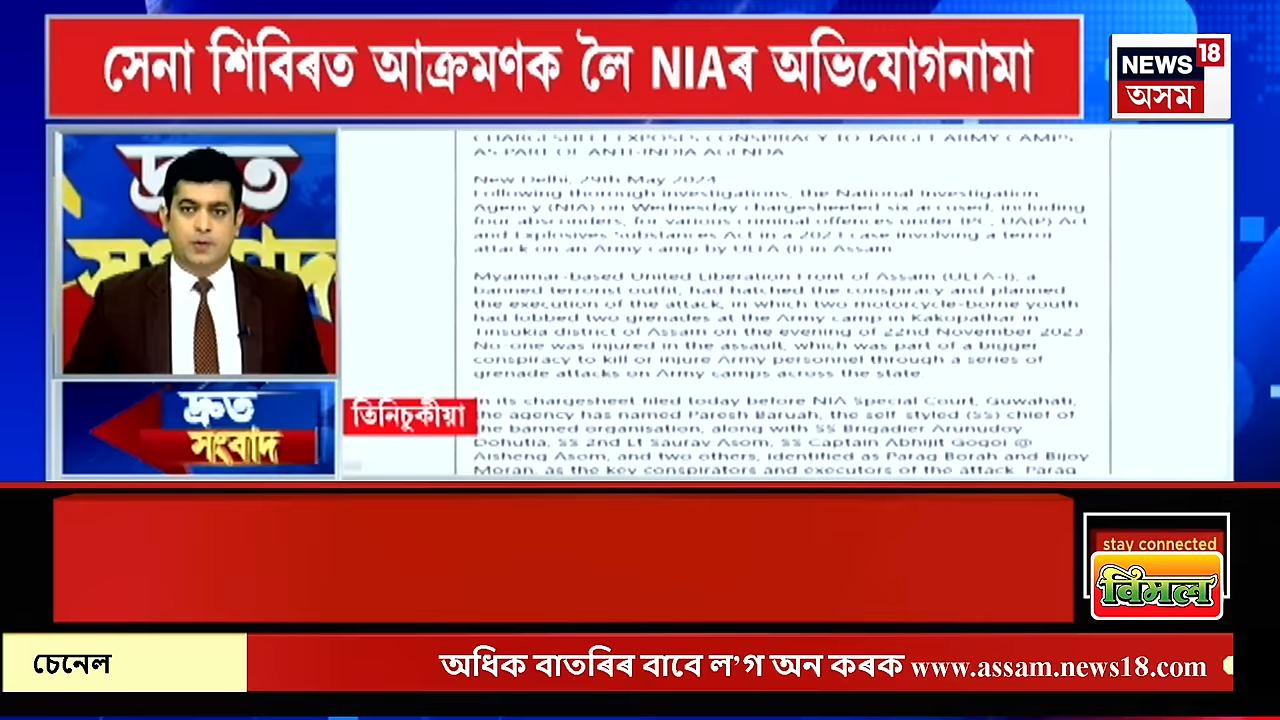 সেনা শিবিৰত আক্ৰমণক লৈ NIAৰ অভিযোগনামা
NEWS 18
অসম
দ্ৰুত
সংবাদ
CHARGESHEET EXPOSES CONSPIRACY TO TARGET ARMY CAMPS
AS PART OF ANTI-INDIA AGENDA
New Delhi, 29th May 2024
Following thorough investigations, the National Investigation
Agency (NIA) on Wednesday chargesheeted six accused, including
four absconders, for various criminal offences under IPC, UA(P) Act
and Explosives Substances Act in a 2023 case involving a terror
attack on an Army camp by ULFA (I) in Assam
Myanmar-based United Liberation Front of Assam (ULFA-I), a
banned terrorist outfit, had hatched the conspiracy and planned
the execution of the attack, in which two motorcycle-borne youth
had lobbed two grenades at the Army camp in Kakopathar in
Tinsukia district of Assam on the evening of 22nd November 2023
No-one was injured in the assault, which was part of a bigger
conspiracy to kill or injure Army personnel through a series of
grenade attacks on Army camps across the state
In its chargesheet filed today before NIA Special Court, Guwahati,
the agency has named Paresh Baruah, the self styled (SS) chief of
the banned organisation, along with SS Brigadier Arunudoy
Dohutia, SS 2nd Lt Saurav Asom, SS Captain Abhijit Gogoi @
Aisheng Asom, and two others, identified as Parag Borah and Bijoy
Moran, as the key conspirators and executors of the attack. Parag
দ্ৰুত
সংবাদ
তিনিচুকীয়া
stay connected
বিমল
চেনেল
অধিক বাতৰিৰ বাবে ল'গ অন কৰক www.assam.news18.com